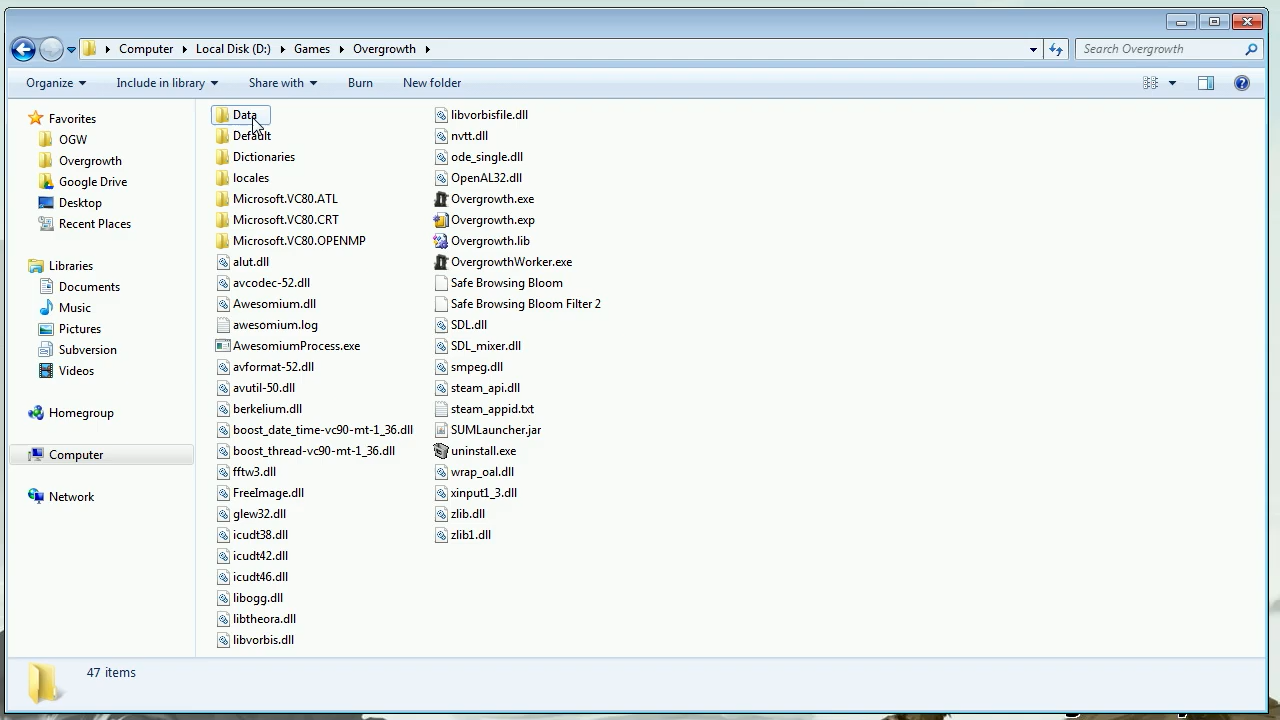 Computer Local Disk (D:) Games Overgrowth
Search Overgrowth
Organize Include in library Share with Burn New folder
Favorites
OGW
Overgrowth
Google Drive
Desktop
Recent Places
Libraries
Documents
Music
Pictures
Subversion
Videos
Homegroup
Computer
Network
Data
Default
Dictionaries
locales
Microsoft.VC80.ATL
Microsoft.VC80.CRT
Microsoft.VC80.OPENMP
alut.dll
avcodec-52.dll
Awesomium.dll
awesomium.log
AwesomiumProcess.exe
avformat-52.dll
avutil-50.dll
berkelium.dll
boost_date_time-vc90-mt-1_36.dll
boost_thread-vc90-mt-1_36.dll
fftw3.dll
FreeImage.dll
glew32.dll
icudt38.dll
icudt42.dll
icudt46.dll
libogg.dll
libtheora.dll
libvorbis.dll
libvorbisfile.dll
nvtt.dll
ode_single.dll
OpenAL32.dll
Overgrowth.exe
Overgrowth.exp
Overgrowth.lib
OvergrowthWorker.exe
Safe Browsing Bloom
Safe Browsing Bloom Filter 2
SDL.dll
SDL_mixer.dll
smpeg.dll
steam_api.dll
steam_appid.txt
SUMLauncher.jar
uninstall.exe
wrap_oal.dll
xinput1_3.dll
zlib.dll
zlib1.dll
47 items